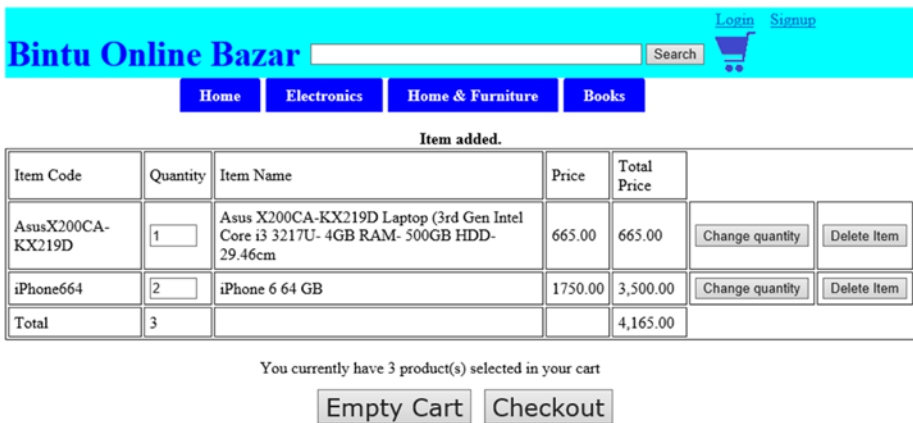 Login Signup
Bintu Online Bazar Search
Home Electronics Home & Furniture Books
Item added.
Item Code Quantity Item Name Price Total Price
AsusX200CA-KX219D 1 Asus X200CA-KX219D Laptop (3rd Gen Intel Core i3 3217U- 4GB RAM- 500GB HDD- 29.46cm 665.00 665.00 Change quantity Delete Item
iPhone664 2 iPhone 6 64 GB 1750.00 3,500.00 Change quantity Delete Item
Total 3 4,165.00
You currently have 3 product(s) selected in your cart
Empty Cart Checkout